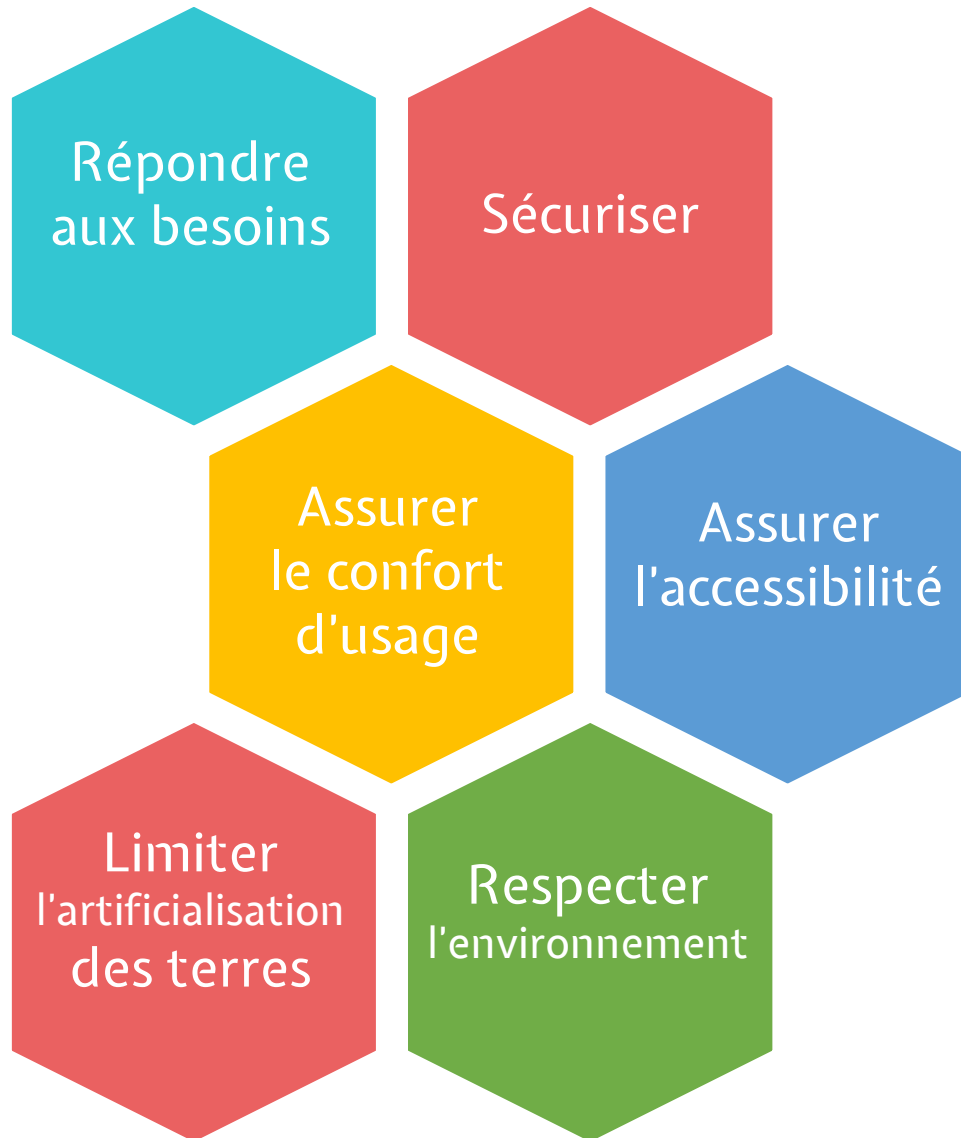 Répondre
aux besoins
Sécuriser
Assurer
le confort
d'usage
Assurer
l'accessibilité
Limiter
l'artificialisation
des terres
Respecter
l'environnement